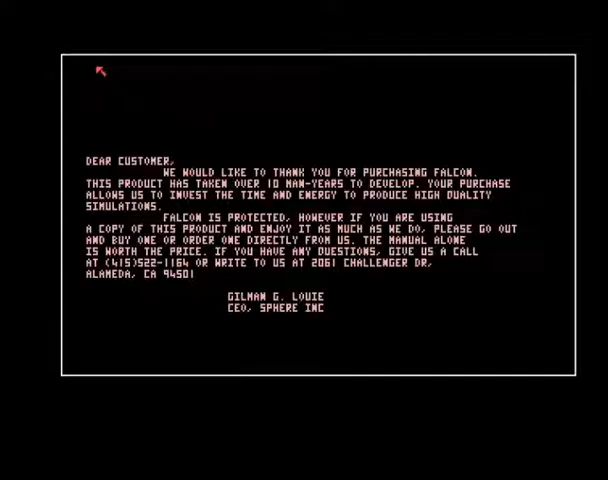 DEAR CUSTOMER,
WE WOULD LIKE TO THANK YOU FOR PURCHASING FALCON.
THIS PRODUCT HAS TAKEN OVER 10 MAN-YEARS TO DEVELOP. YOUR PURCHASE
ALLOWS US TO INVEST THE TIME AND ENERGY TO PRODUCE HIGH QUALITY
SIMULATIONS.
FALCON IS PROTECTED, HOWEVER IF YOU ARE USING
A COPY OF THIS PRODUCT AND ENJOY IT AS MUCH AS WE DO, PLEASE GO OUT
AND BUY ONE OR ORDER ONE DIRECTLY FROM US. THE MANUAL ALONE
IS WORTH THE PRICE. IF YOU HAVE ANY QUESTIONS, GIVE US A CALL
AT (415)522-1164 OR WRITE TO US AT 2061 CHALLENGER DR,
ALAMEDA, CA 94501
GILMAN G. LOUIE
CEO, SPHERE INC